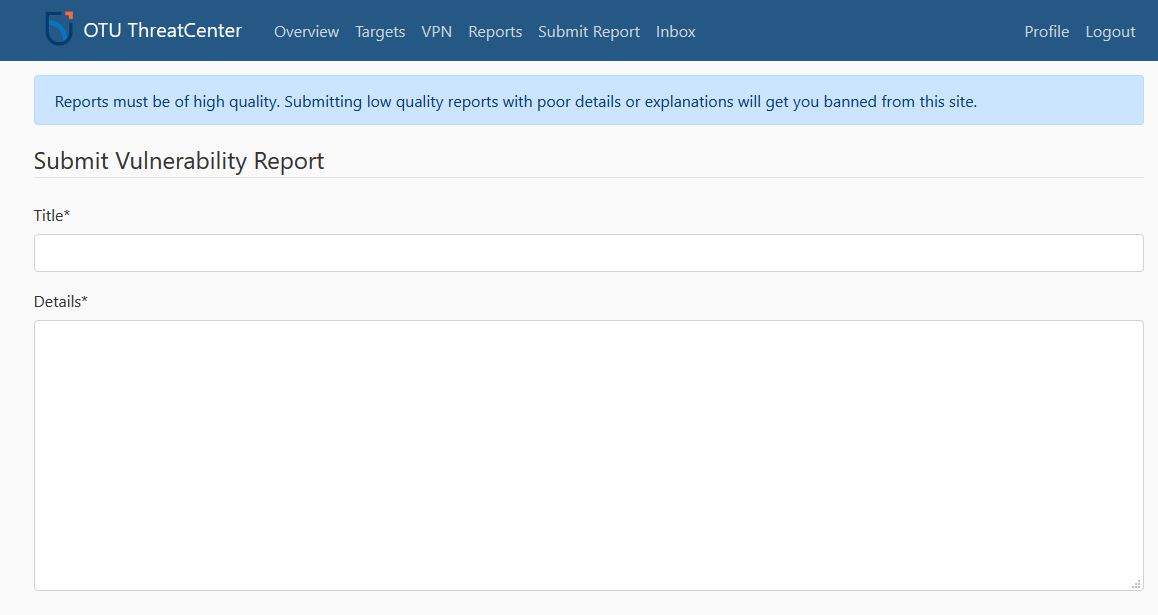 OTU ThreatCenter Overview Targets VPN Reports Submit Report Inbox Profile Logout
Reports must be of high quality. Submitting low quality reports with poor details or explanations will get you banned from this site.
Submit Vulnerability Report
Title*
Details*